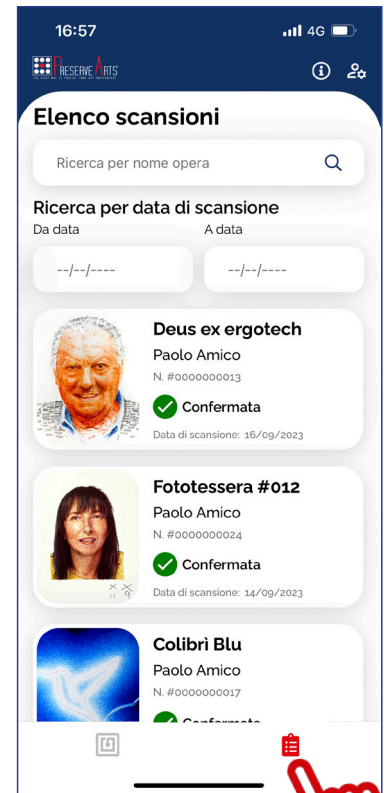 16:57
4G
PRESERVE ARTS
Elenco scansioni
Ricerca per nome opera
Ricerca per data di scansione
Da data A data
--/--/---- --/--/----
Deus ex ergotech
Paolo Amico
N. #0000000013
Confermata
Data di scansione: 16/09/2023
Fototessera #012
Paolo Amico
N. #0000000024
Confermata
Data di scansione: 14/09/2023
Colibrì Blu
Paolo Amico
N. #0000000017
Confermata